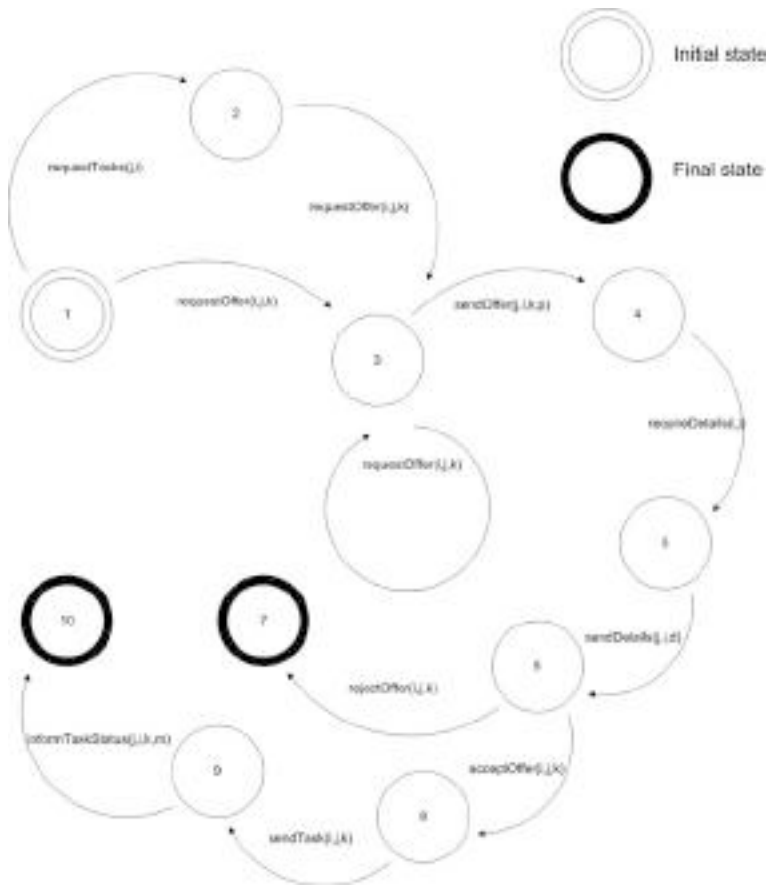 Initial state
2
requestTasks(j,i)
Final state
requestOffer(i,j,k)
requestOffer(i,j,k)
sendOffer(j,i,k,p)
1
4
3
requireDetails(i,j)
requestOffer(i,j,k)
5
10
7
sendDetails(j,i,d)
6
rejectOffer(i,j,k)
informTaskStatus(j,i,k,m)
9
acceptOffer(i,j,k)
8
sendTask(i,j,k)